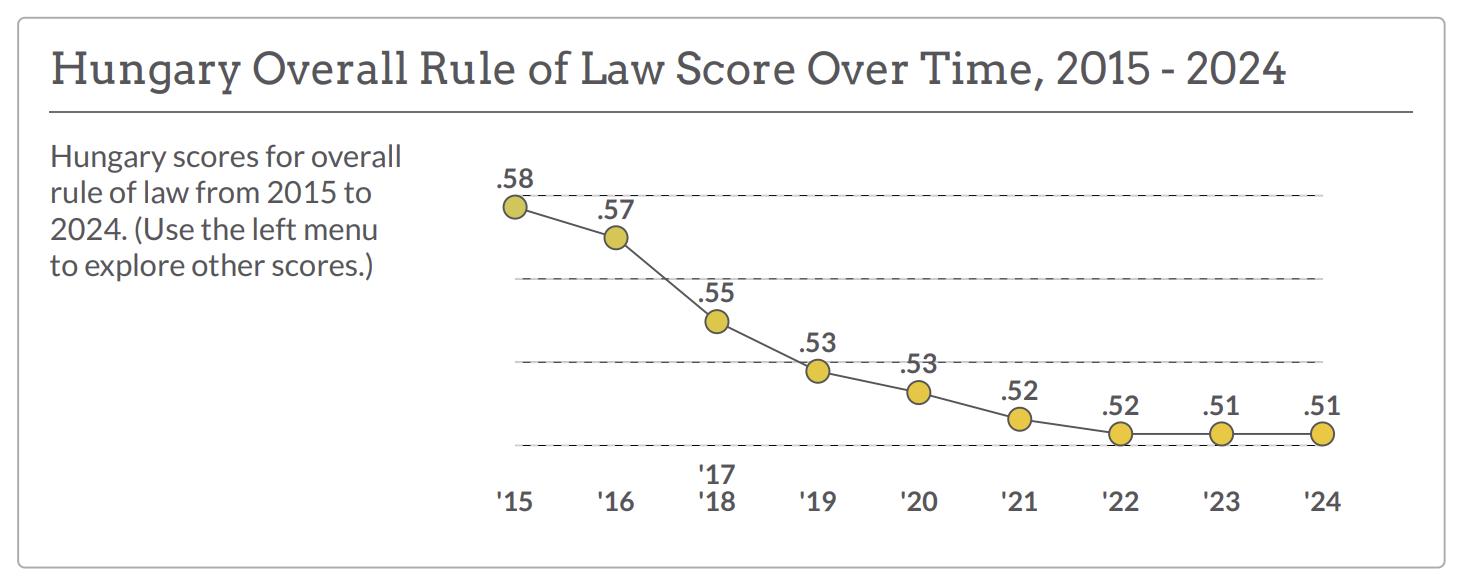 Hungary Overall Rule of Law Score Over Time, 2015 - 2024
Hungary scores for overall
rule of law from 2015 to
2024. (Use the left menu
to explore other scores.)
.58
.57
.55
.53
.53
.52
.52
.51
.51
'17
'15 '16 '18 '19 '20 '21 '22 '23 '24